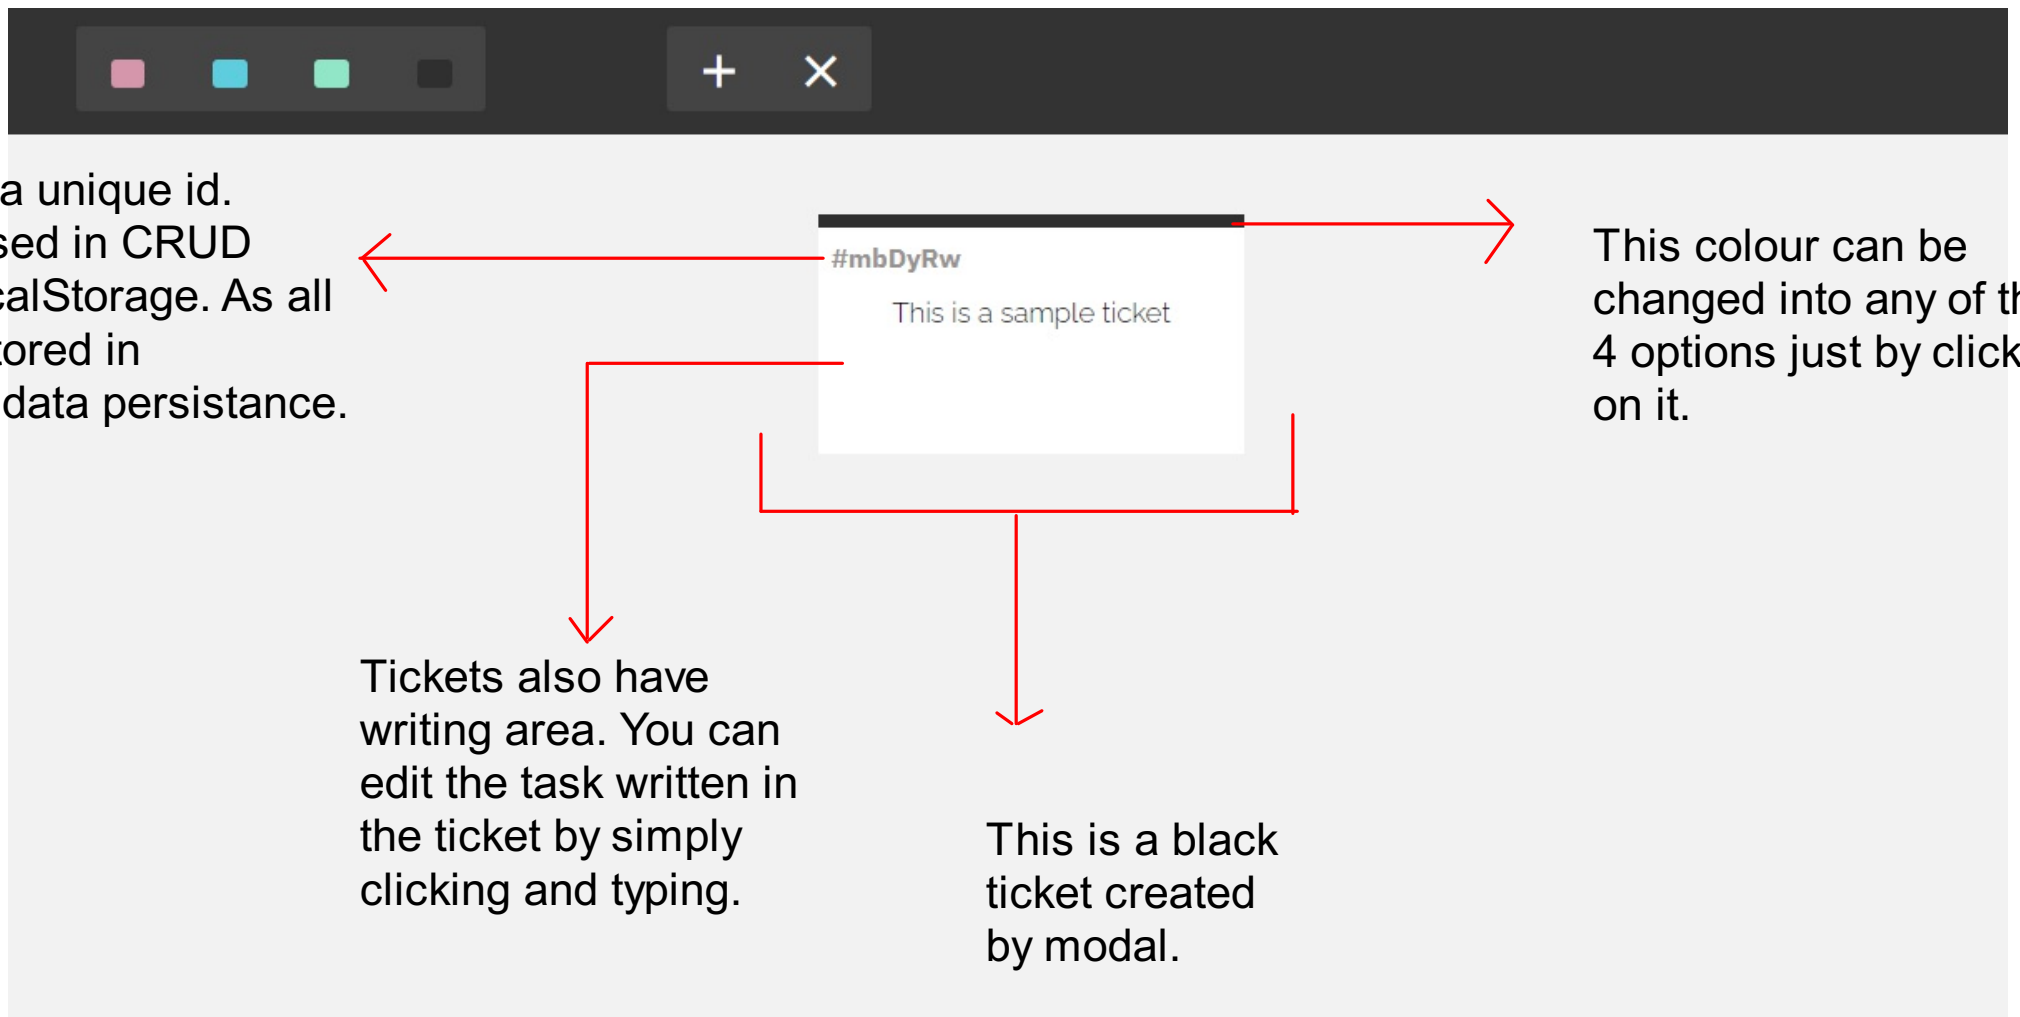 a unique id.
sed in CRUD
calStorage. As all
tored in
data persistance.
#mbDyRw
This is a sample ticket
This colour can be
changed into any of th
4 options just by click
on it.
Tickets also have
writing area. You can
edit the task written in
the ticket by simply
clicking and typing.
This is a black
ticket created
by modal.